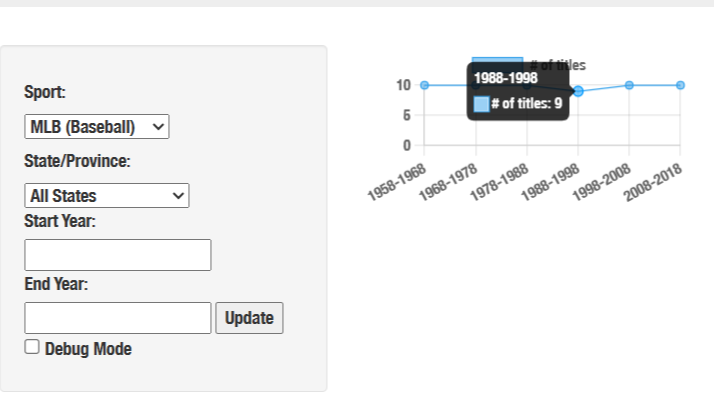 Sport:
MLB (Baseball)
State/Province:
All States
Start Year:
End Year:
Update
Debug Mode
# of titles
1988-1998
# of titles: 9
10
5
0
1958-1968
1968-1978
1978-1988
1988-1998
1998-2008
2008-2018